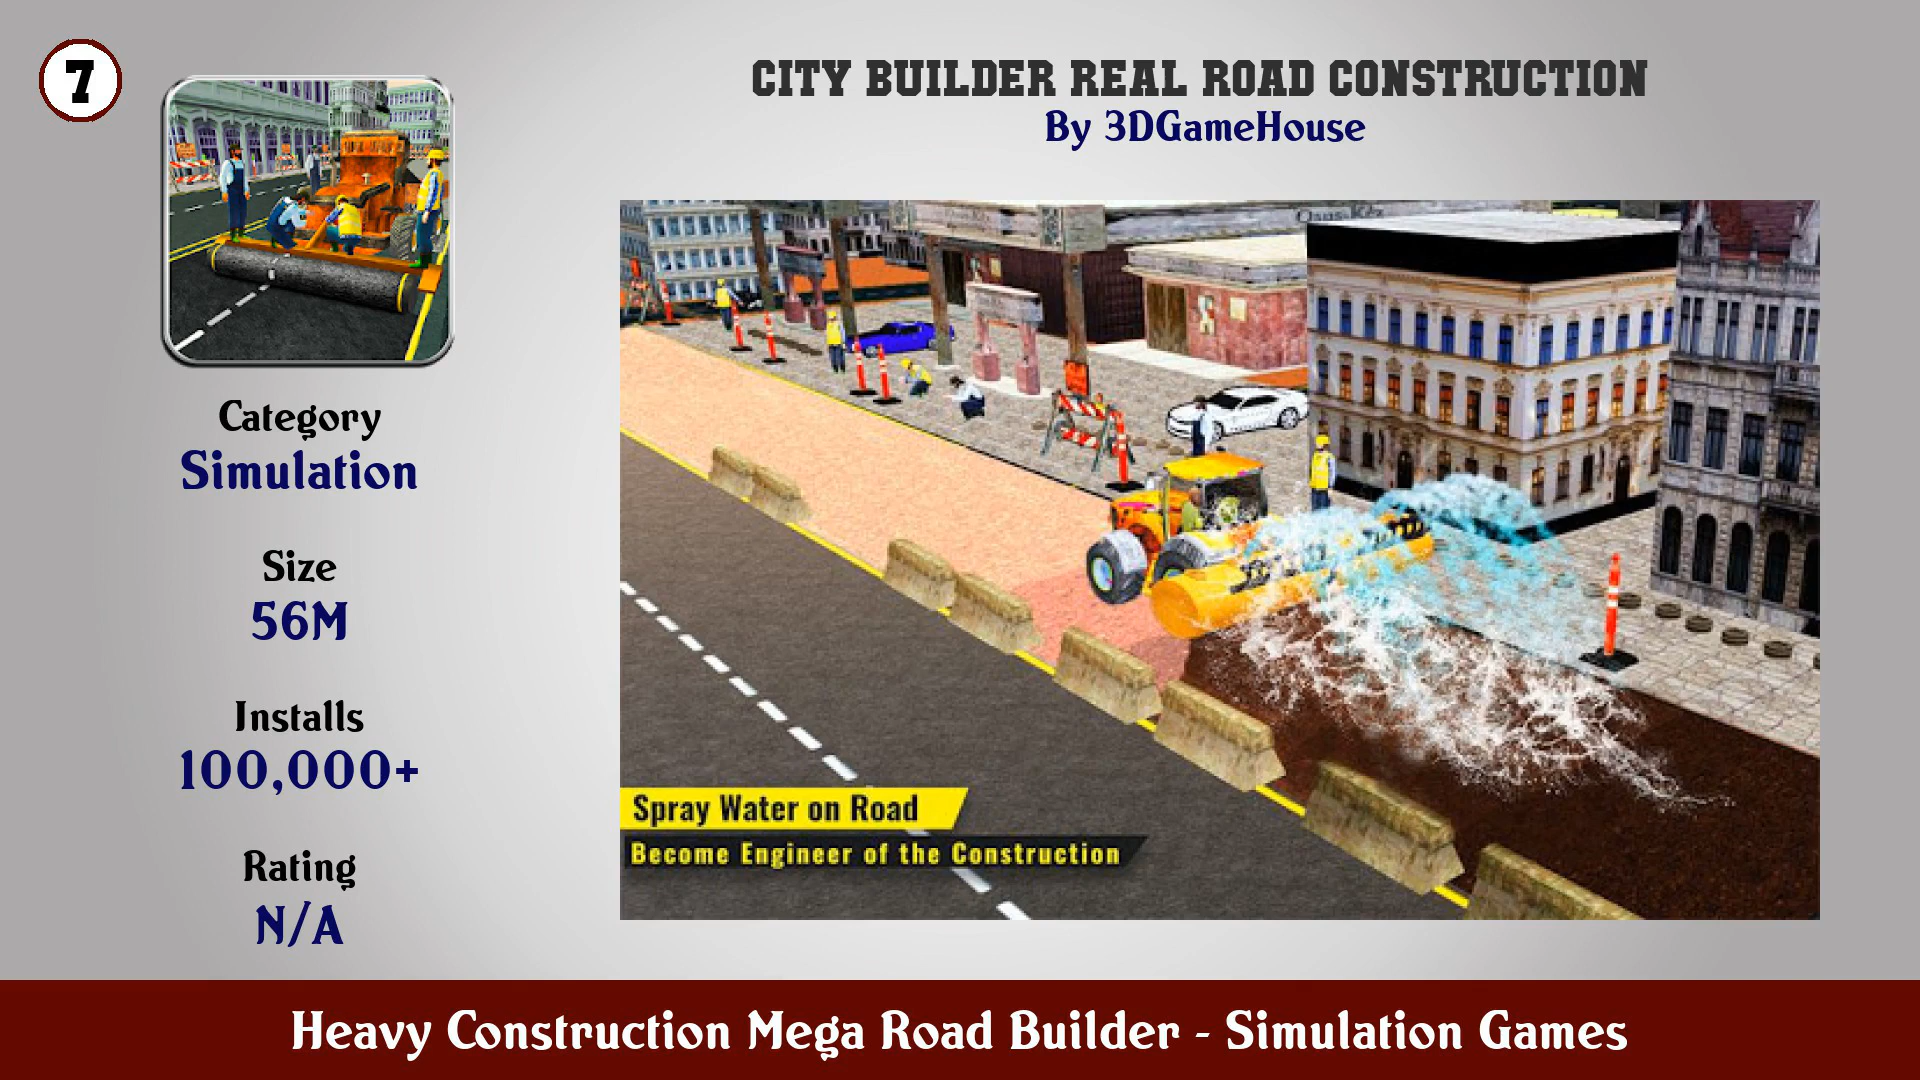 7
CITY BUILDER REAL ROAD CONSTRUCTION
By 3DGameHouse
Category
Simulation
Size
56M
Installs
100,000+
Rating
N/A
Spray Water on Road
Become Engineer of the Construction
Heavy Construction Mega Road Builder - Simulation Games